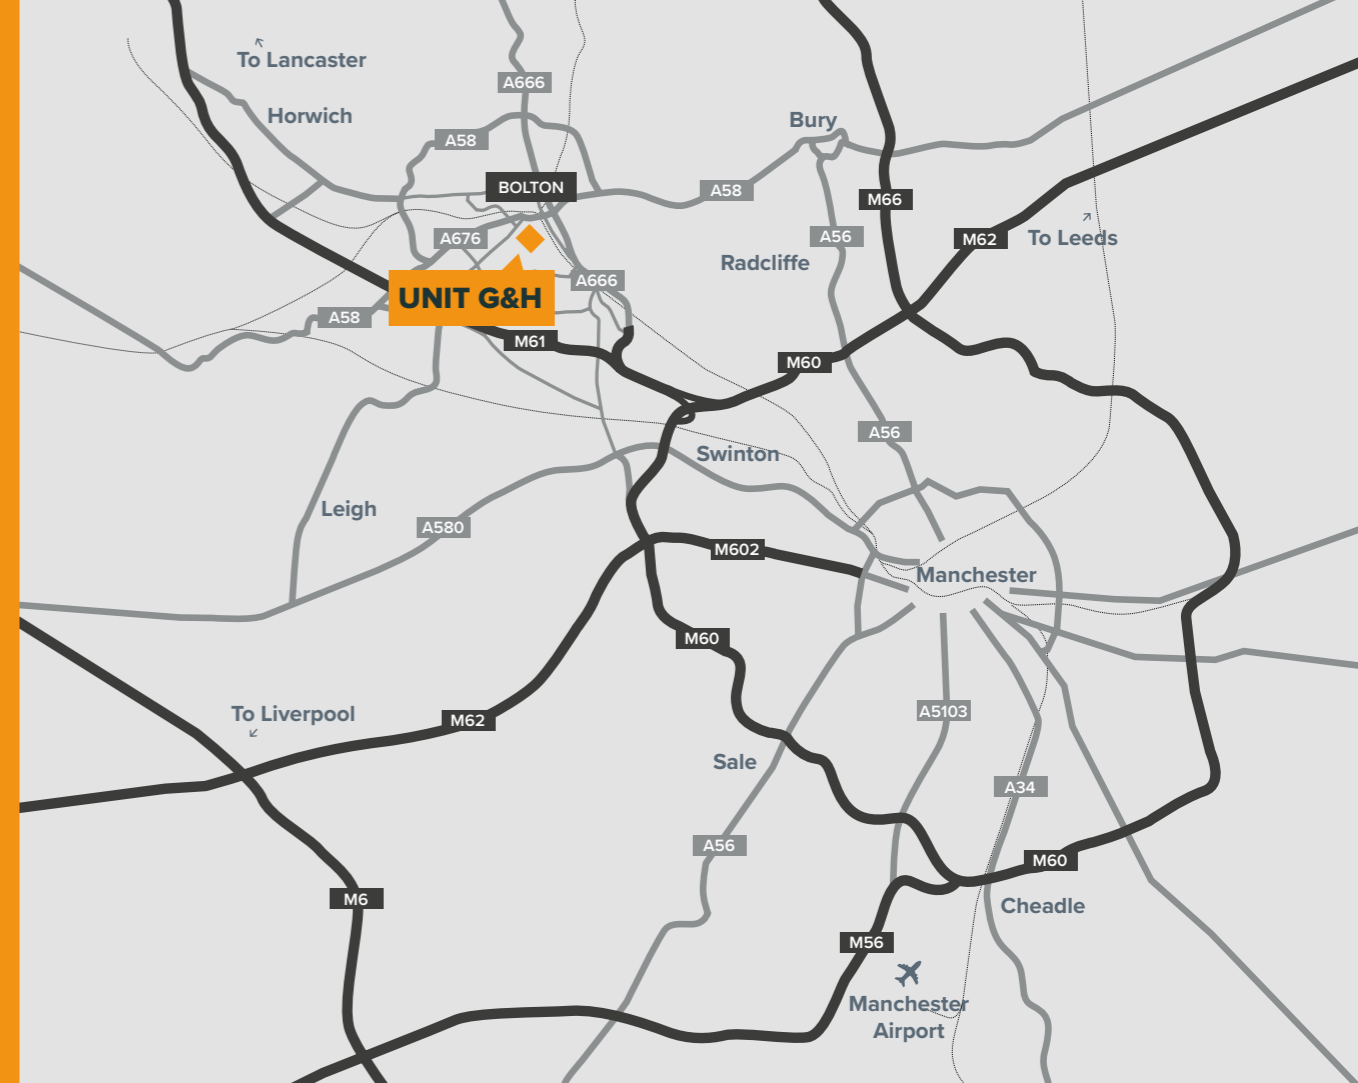 To Lancaster
A666
Horwich
Bury
A58
BOLTON
A58
M66
A676
A56
M62
To Leeds
Radcliffe
A666
UNIT G&H
A58
M61
M60
A56
Swinton
Leigh
A580
M602
Manchester
M60
A5103
To Liverpool
M62
Sale
A34
A56
M60
M6
Cheadle
M56
Manchester
Airport